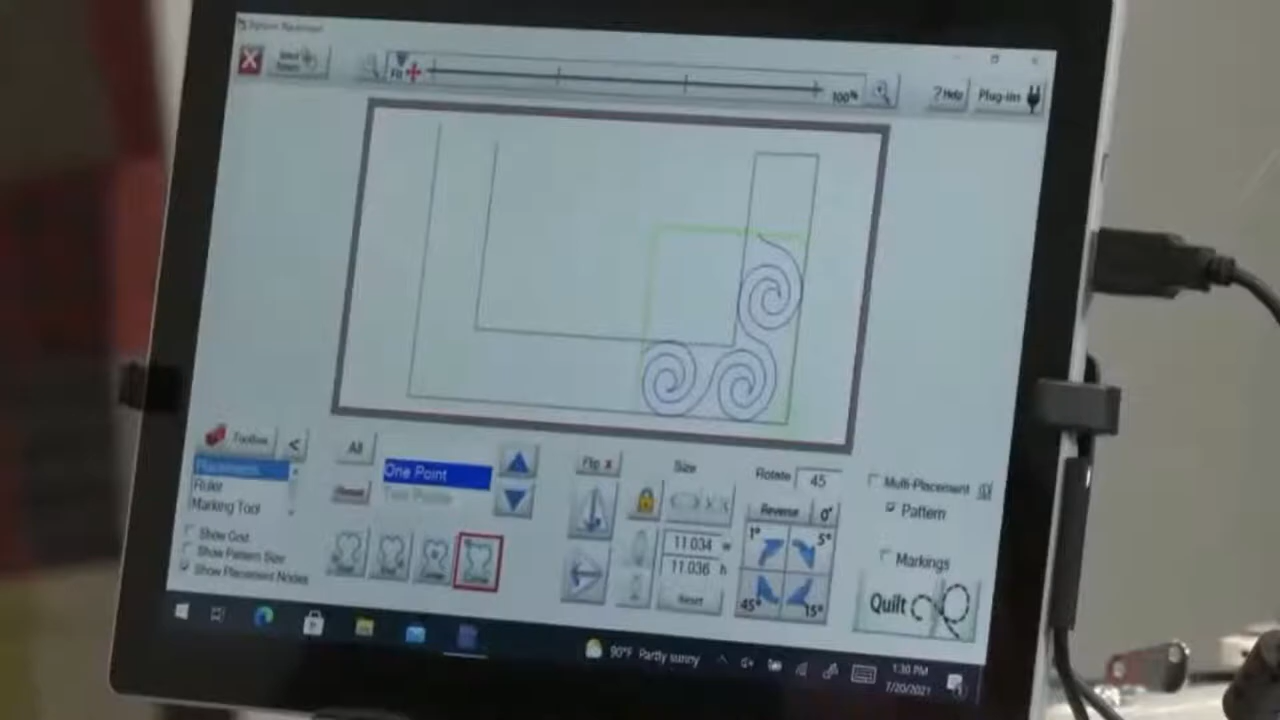 Fit
100%
? Help
Plug-ins
Toolbox
<
Placement
Ruler
Marking Tool
Show Grid
Show Pattern Size
Show Placement Nodes
All
Reset
One Point
Two Points
Flip x
Size
11.034 w
11.036 h
Reset
Rotate 45
Reverse 0°
1° 5°
45° 15°
Multi-Placement
Pattern
Markings
Quilt
90°F Partly sunny
1:30 PM
7/20/2021